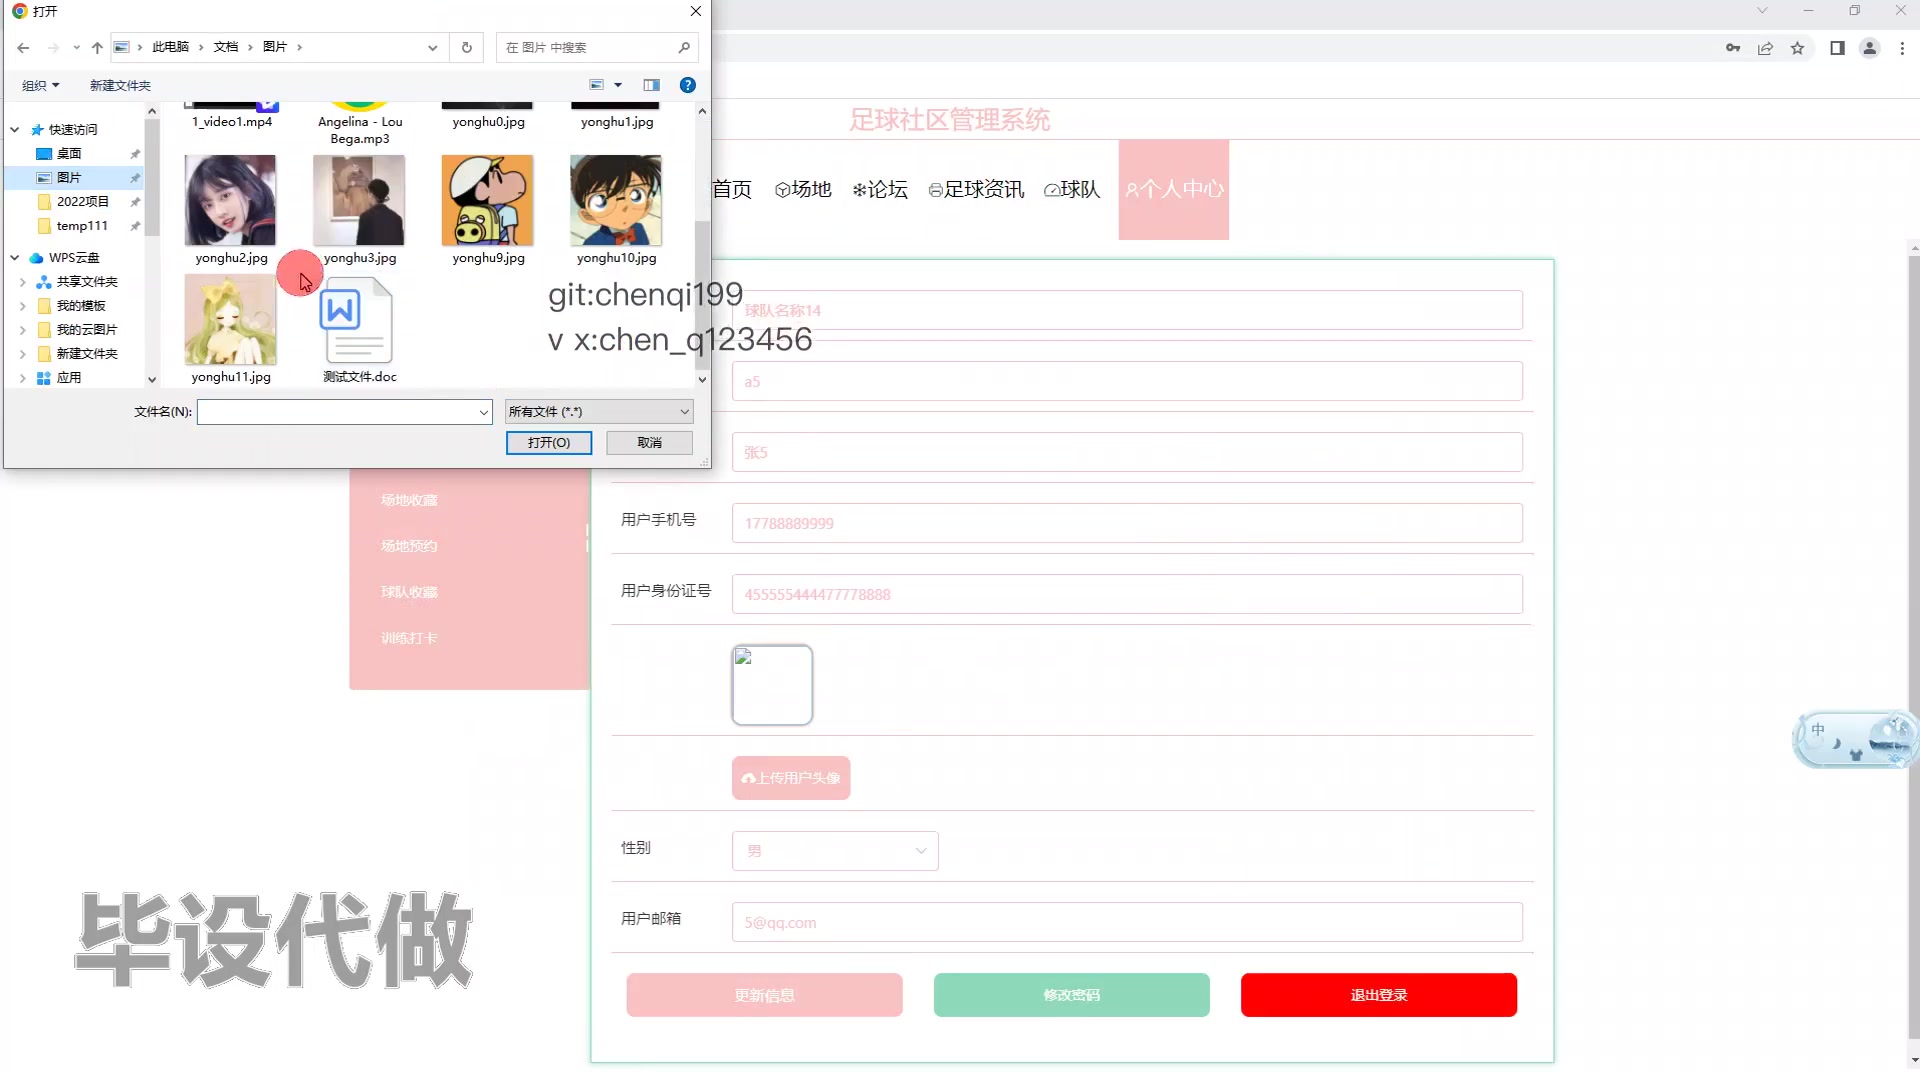 打开
此电脑 › 文档 › 图片 ›
在 图片 中搜索
组织
新建文件夹
快速访问
桌面
图片
2022项目
temp111
WPS云盘
共享文件夹
我的模板
我的云图片
新建文件夹
应用
1_video1.mp4
Angelina - Lou
Bega.mp3
yonghu0.jpg
yonghu1.jpg
yonghu2.jpg
yonghu3.jpg
yonghu9.jpg
yonghu10.jpg
yonghu11.jpg
测试文件.doc
文件名(N):
所有文件 (*.*)
打开(O)
取消
足球社区管理系统
首页
场地
论坛
足球资讯
球队
个人中心
git:chenqi199
v x:chen_q123456
场地收藏
场地预约
球队收藏
训练打卡
球队名称14
a5
张5
用户手机号
17788889999
用户身份证号
455555444477778888
上传用户头像
性别
男
用户邮箱
5@qq.com
更新信息
修改密码
退出登录
中
毕设代做